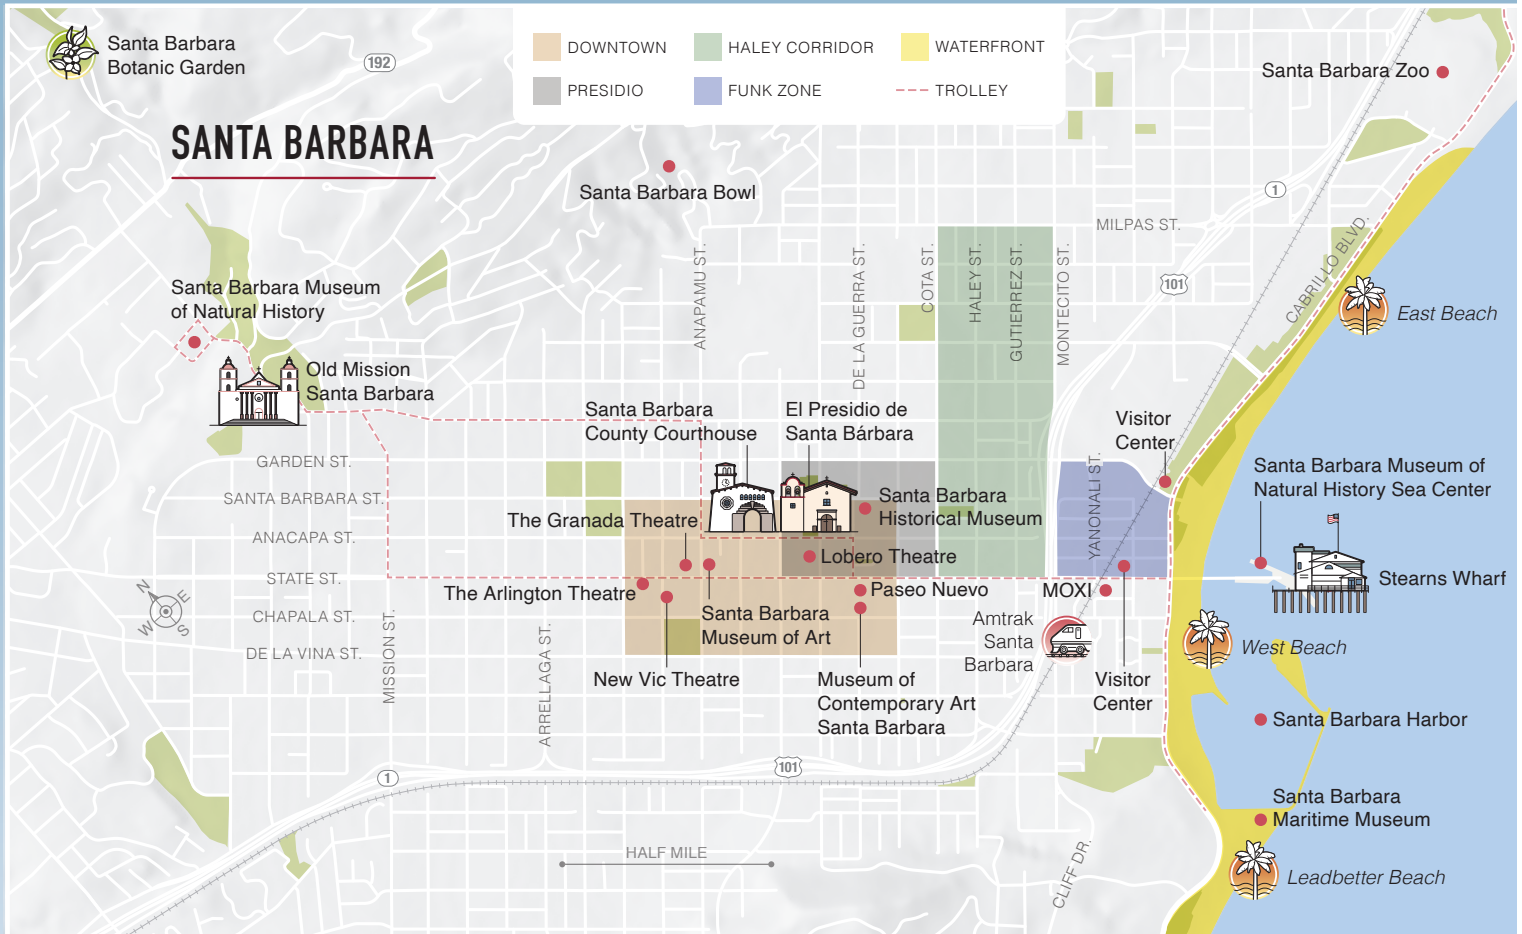 Santa Barbara
Botanic Garden
192
SANTA BARBARA
DOWNTOWN
HALEY CORRIDOR
WATERFRONT
PRESIDIO
FUNK ZONE
TROLLEY
Santa Barbara Zoo
Santa Barbara Bowl
1
MILPAS ST.
101
CABRILLO BLVD.
East Beach
ANAPAMU ST.
DE LA GUERRA ST.
COTA ST.
HALEY ST.
GUTIERREZ ST.
MONTECITO ST.
Santa Barbara Museum
of Natural History
Old Mission
Santa Barbara
Santa Barbara
County Courthouse
El Presidio de
Santa Bárbara
Visitor
Center
GARDEN ST.
SANTA BARBARA ST.
ANACAPA ST.
STATE ST.
CHAPALA ST.
DE LA VINA ST.
YANONALI ST.
Santa Barbara Museum of
Natural History Sea Center
Santa Barbara
Historical Museum
The Granada Theatre
Lobero Theatre
Stearns Wharf
The Arlington Theatre
Paseo Nuevo
MOXI
Santa Barbara
Museum of Art
Amtrak
Santa
Barbara
West Beach
N
E
S
W
MISSION ST.
ARRELLAGA ST.
New Vic Theatre
Museum of
Contemporary Art
Santa Barbara
Visitor
Center
Santa Barbara Harbor
1
101
Santa Barbara
Maritime Museum
HALF MILE
CLIFF DR.
Leadbetter Beach